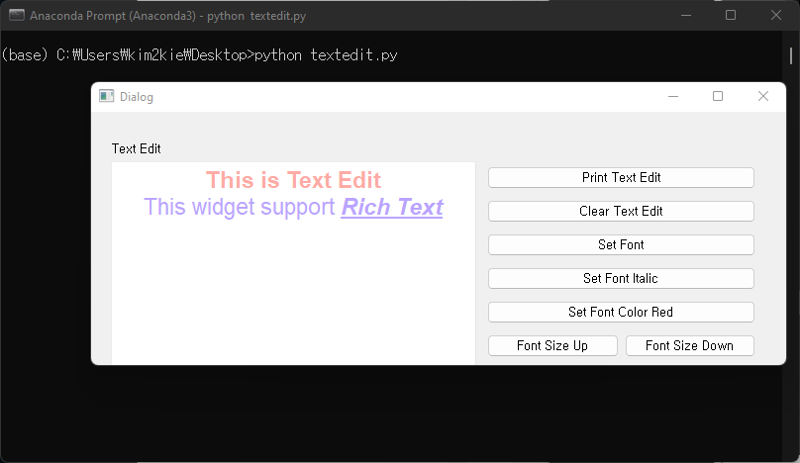 Anaconda Prompt (Anaconda3) - python textedit.py
(base) C:₩Users₩kim2kie₩Desktop>python textedit.py
Dialog
Text Edit
This is Text Edit
This widget support Rich Text
Print Text Edit
Clear Text Edit
Set Font
Set Font Italic
Set Font Color Red
Font Size Up Font Size Down